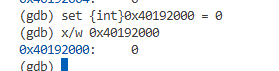 (gdb) set {int}0x40192000 = 0
(gdb) x/w 0x40192000
0x40192000:     0
(gdb)